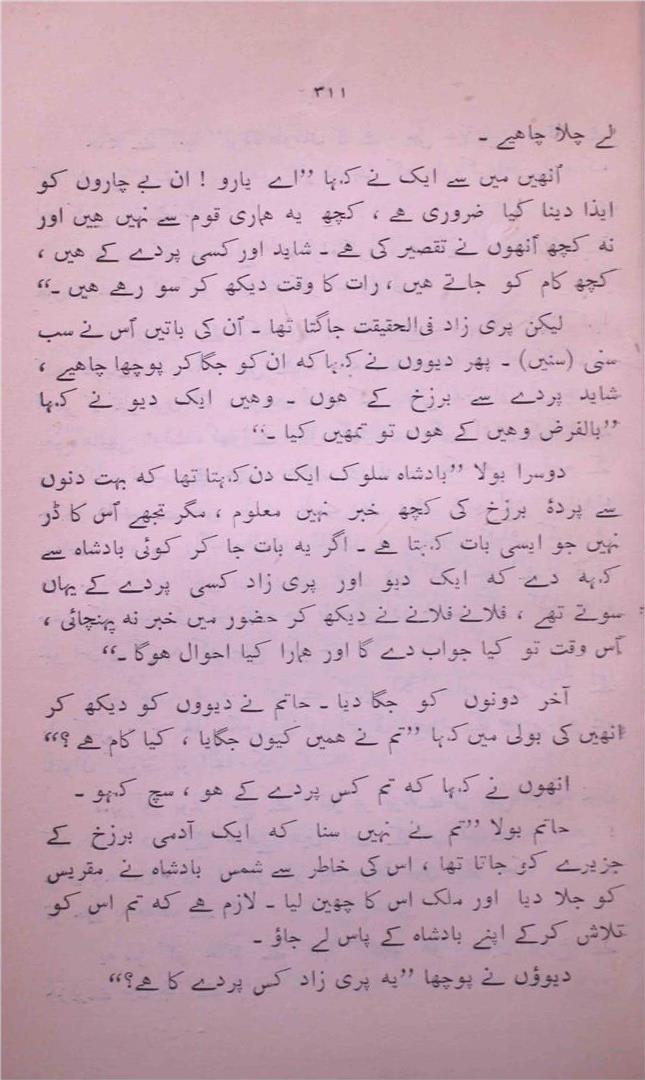 ۳۱۱
لے چلا چاہیے ۔
اُنھیں میں سے ایک نے کہا ”اے یارو ! ان بے چاروں کو
ایذا دینا کیا ضروری ہے ، کچھ یہ ہماری قوم سے نہیں ہیں اور
نہ کچھ اُنھوں نے تقصیر کی ہے ۔ شاید اور کسی پردے کے ہیں ،
کچھ کام کو جاتے ہیں ، رات کا وقت دیکھ کر سو رہے ہیں ۔“
لیکن پری زاد فی‌الحقیقت جاگتا تھا ۔ اُن کی باتیں اُس نے سب
سنی (سنیں) ۔ پھر دیووں نے کہا کہ ان کو جگا کر پوچھا چاہیے ،
شاید پردے سے برزخ کے ہوں ۔ وہیں ایک دیو نے کہا
”بالفرض وہیں کے ہوں تو تمھیں کیا ۔“
دوسرا بولا ”بادشاہ سلوک ایک دن کہتا تھا کہ بہت دنوں
سے پردۂ برزخ کی کچھ خبر نہیں معلوم ، مگر تجھے اُس کا ڈر
نہیں جو ایسی بات کہتا ہے ۔ اگر یہ بات جا کر کوئی بادشاہ سے
کہہ دے کہ ایک دیو اور پری زاد کسی پردے کے یہاں
سوتے تھے ، فلانے فلانے نے دیکھ کر حضور میں خبر نہ پہنچائی ،
اُس وقت تو کیا جواب دے گا اور ہمارا کیا احوال ہوگا ۔“
آخر دونوں کو جگا دیا ۔ حاتم نے دیووں کو دیکھ کر
انھیں کی بولی میں کہا ”تم نے ہمیں کیوں جگایا ، کیا کام ہے ؟“
انھوں نے کہا کہ تم کس پردے کے ہو ، سچ کہو ۔
حاتم بولا ”تم نے نہیں سنا کہ ایک آدمی برزخ کے
جزیرے کو جاتا تھا ، اس کی خاطر سے شمس بادشاہ نے مقریس
کو جلا دیا اور ملک اس کا چھین لیا ۔ لازم ہے کہ تم اس کو
تلاش کرکے اپنے بادشاہ کے پاس لے جاؤ ۔
دیوؤں نے پوچھا ”یہ پری زاد کس پردے کا ہے؟“